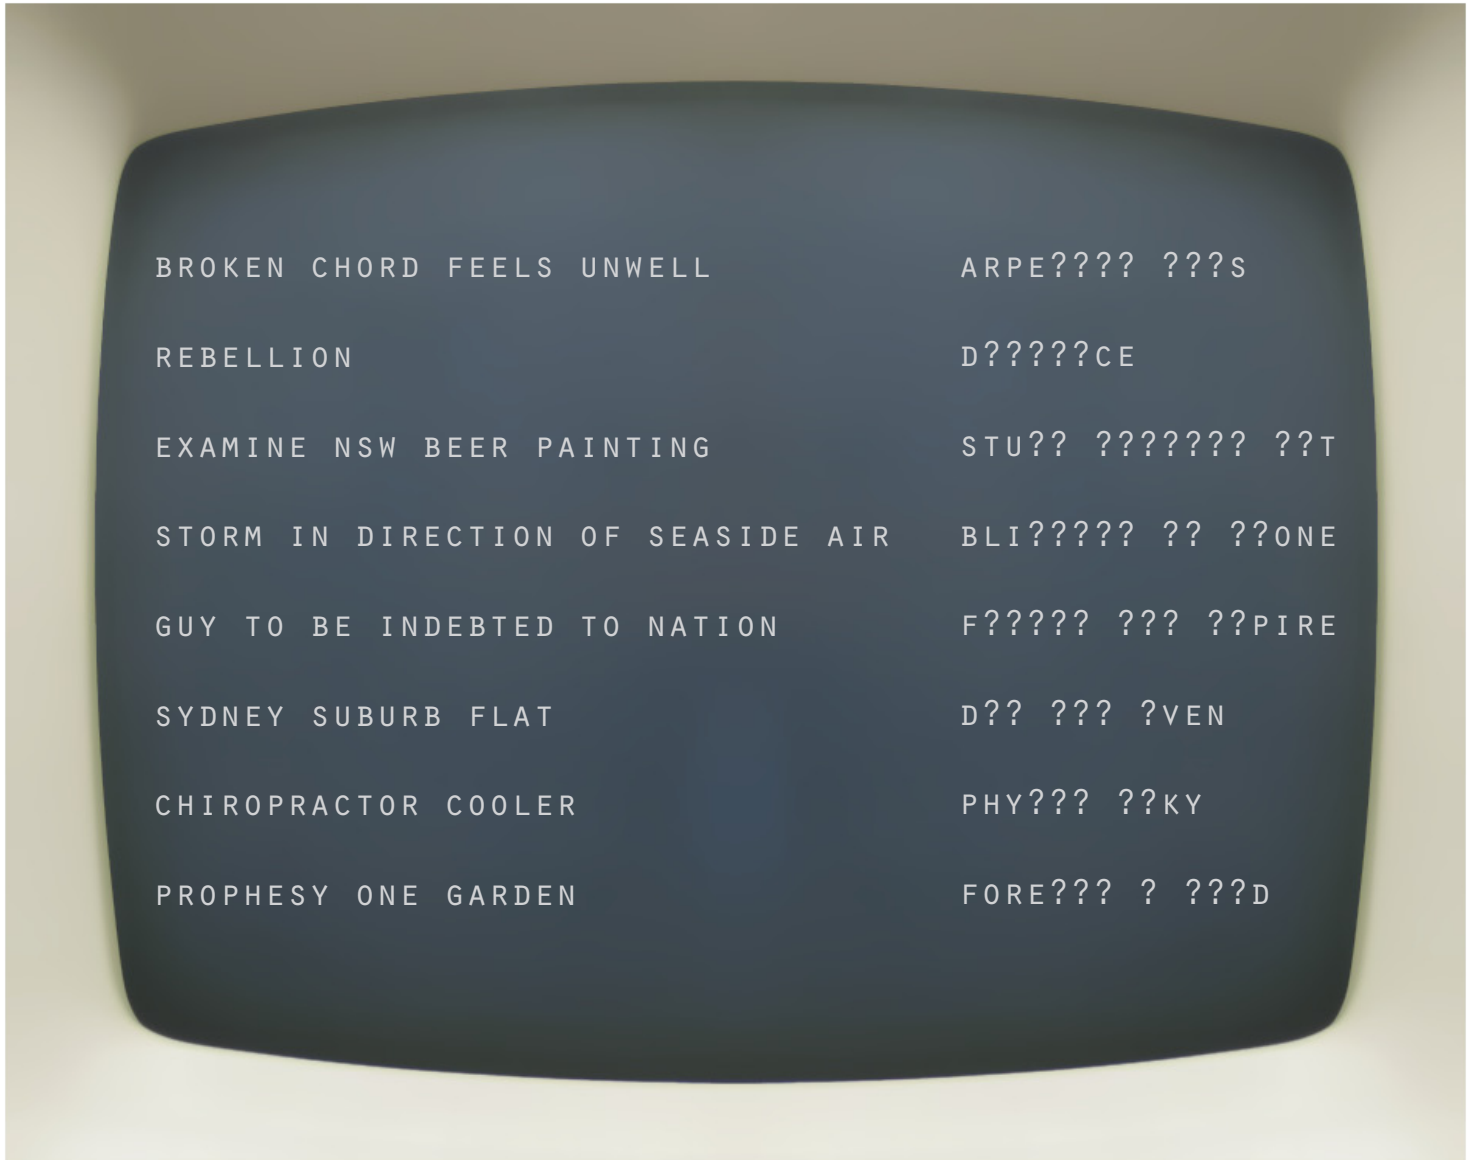 BROKEN CHORD FEELS UNWELL ARPE???? ???S
REBELLION D?????CE
EXAMINE NSW BEER PAINTING STU?? ??????? ??T
STORM IN DIRECTION OF SEASIDE AIR BLI????? ?? ??ONE
GUY TO BE INDEBTED TO NATION F????? ??? ??PIRE
SYDNEY SUBURB FLAT D?? ??? ?VEN
CHIROPRACTOR COOLER PHY??? ??KY
PROPHESY ONE GARDEN FORE??? ? ???D